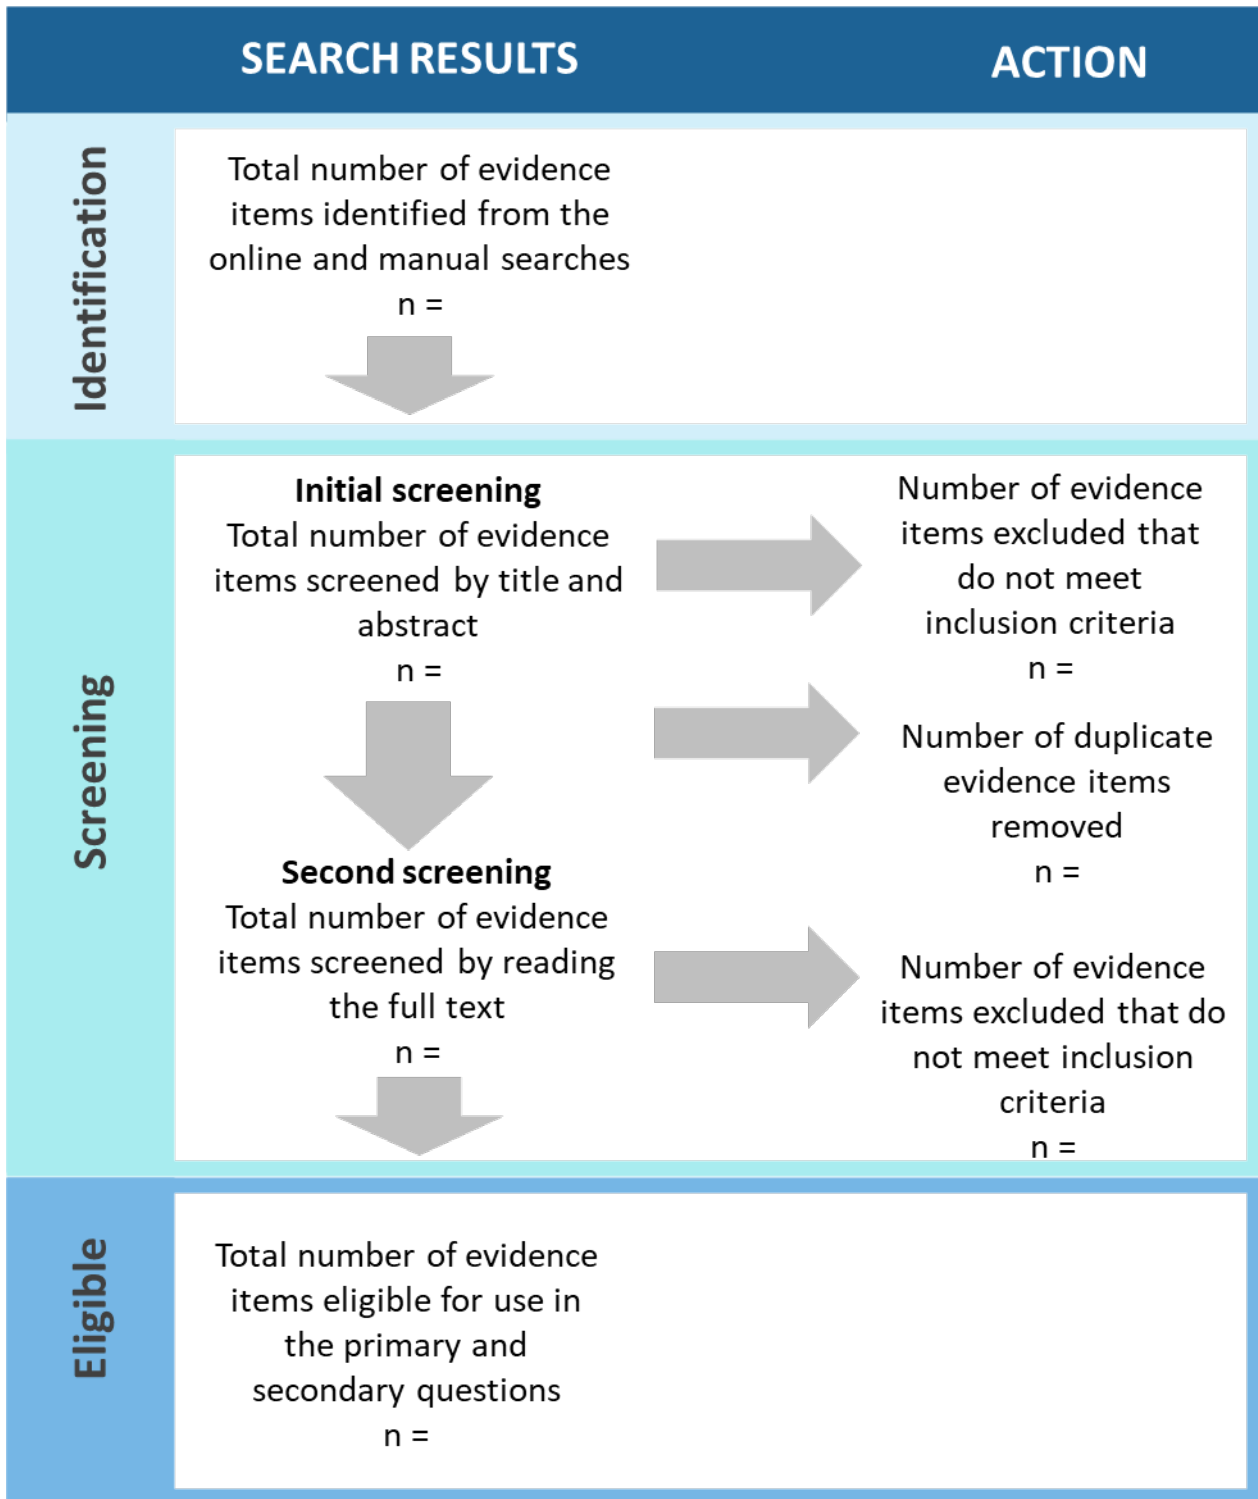 SEARCH RESULTS
ACTION
Identification
Total number of evidence
items identified from the
online and manual searches
n =
Screening
Initial screening
Total number of evidence
items screened by title and
abstract
n =
Number of evidence
items excluded that
do not meet
inclusion criteria
n =
Number of duplicate
evidence items
removed
n =
Second screening
Total number of evidence
items screened by reading
the full text
n =
Number of evidence
items excluded that do
not meet inclusion
criteria
n =
Eligible
Total number of evidence
items eligible for use in
the primary and
secondary questions
n =